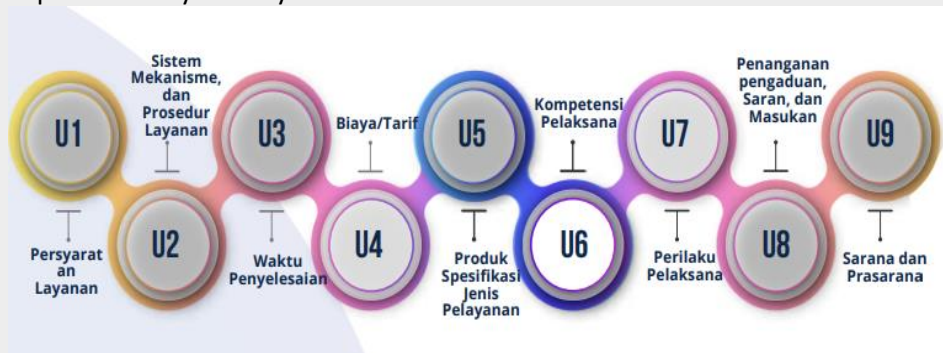 U1
Persyarat
an
Layanan
Sistem
Mekanisme,
dan
Prosedur
Layanan
U2
U3
Waktu
Penyelesaian
Biaya/Tarif
U4
U5
Produk
Spesifikasi
Jenis
Pelayanan
Kompetensi
Pelaksana
U6
U7
Perilaku
Pelaksana
Penanganan
pengaduan,
Saran, dan
Masukan
U8
U9
Sarana dan
Prasarana